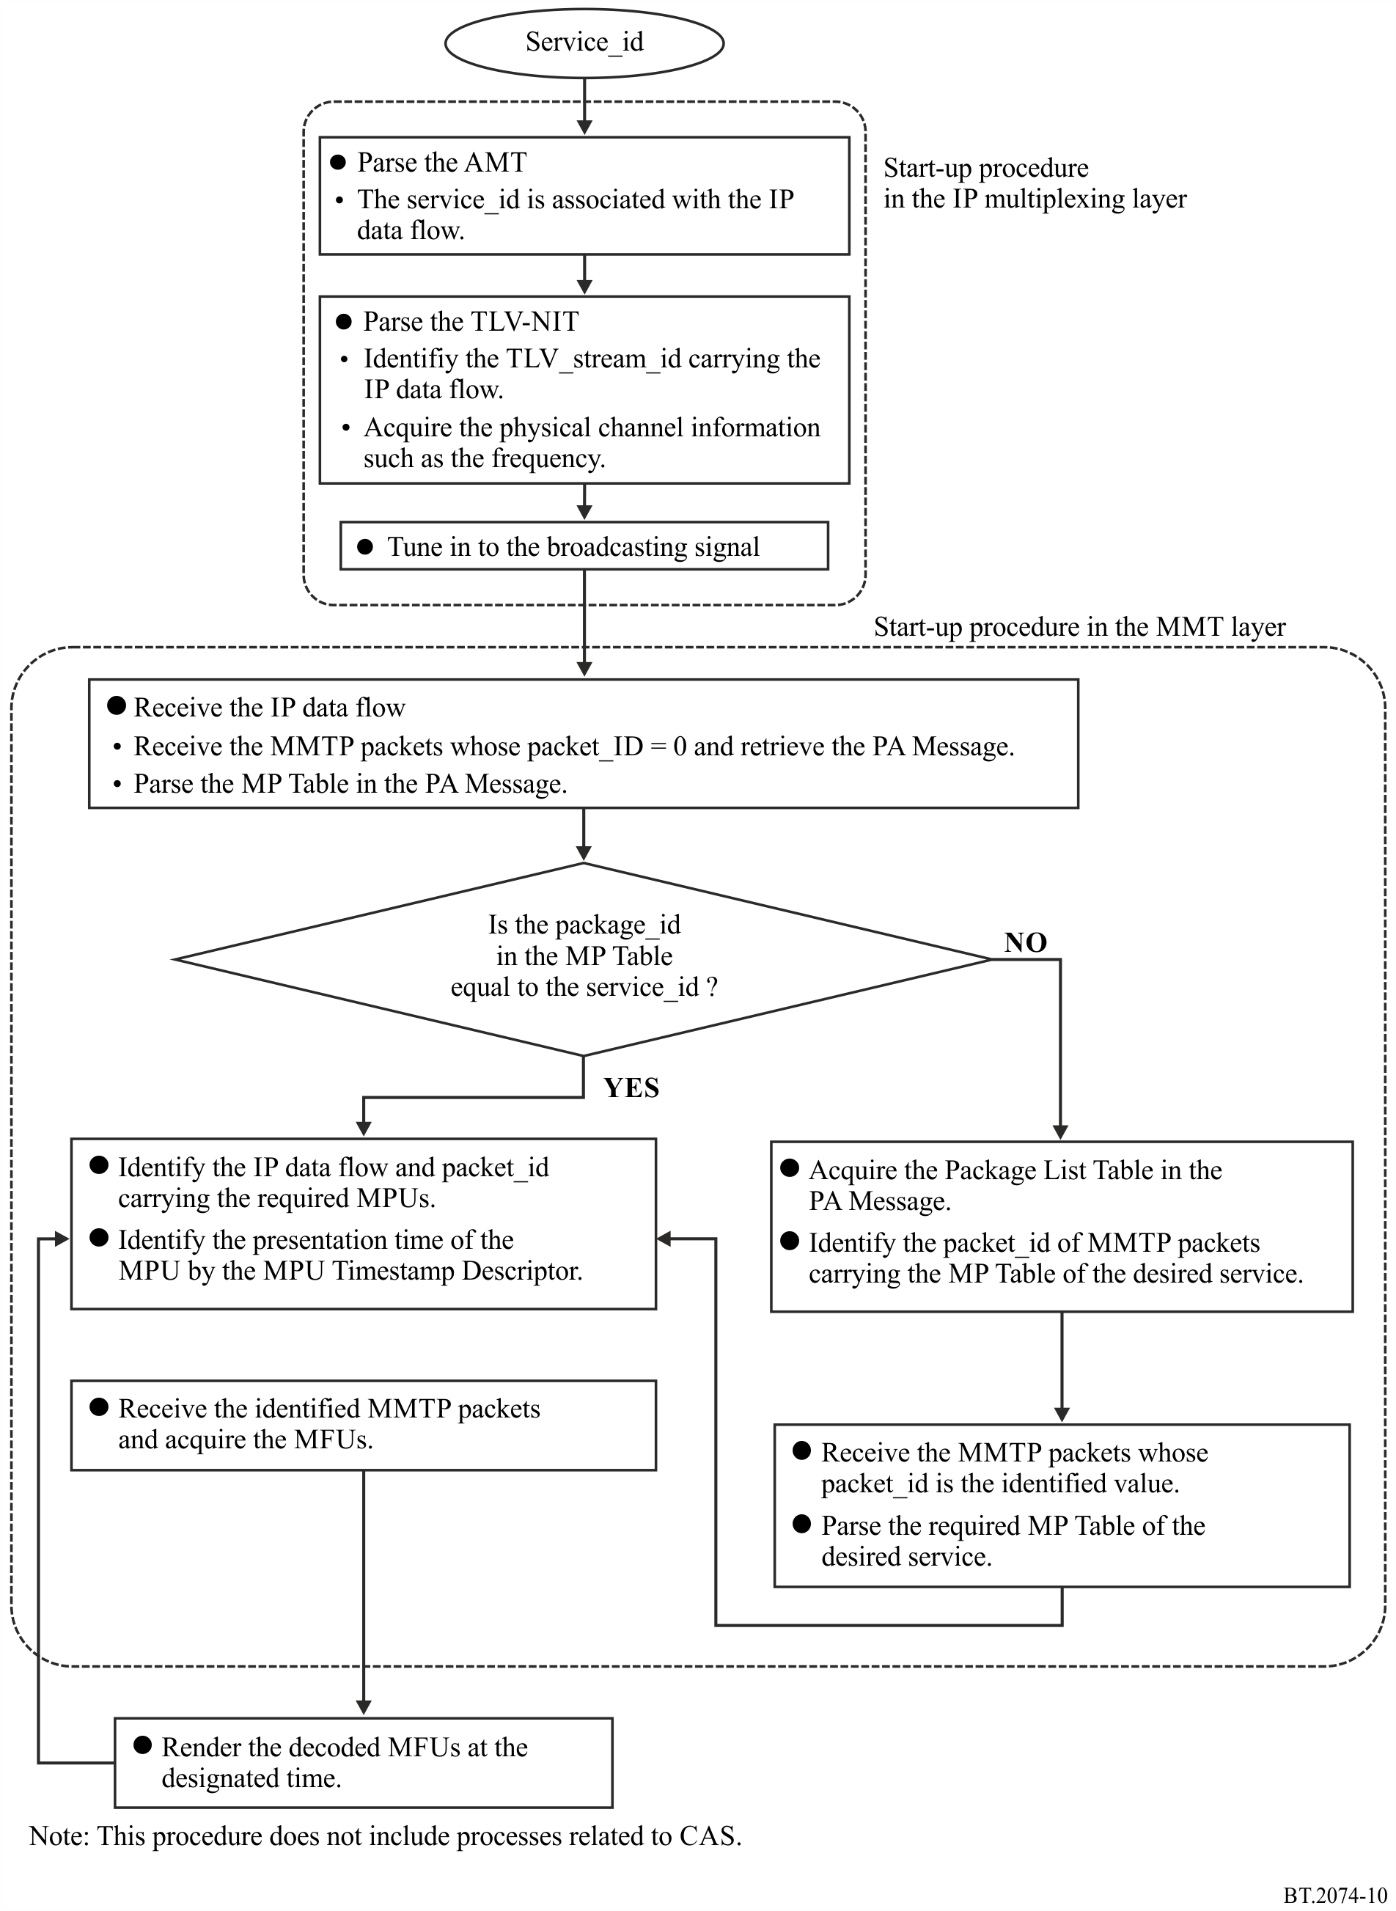 Service_id
● Parse the AMT
• The service_id is associated with the IP
data flow.
Start-up procedure
in the IP multiplexing layer
● Parse the TLV-NIT
• Identifiy the TLV_stream_id carrying the
IP data flow.
• Acquire the physical channel information
such as the frequency.
● Tune in to the broadcasting signal
Start-up procedure in the MMT layer
● Receive the IP data flow
• Receive the MMTP packets whose packet_ID = 0 and retrieve the PA Message.
• Parse the MP Table in the PA Message.
Is the package_id
in the MP Table
equal to the service_id ?
NO
YES
● Identify the IP data flow and packet_id
carrying the required MPUs.
● Identify the presentation time of the
MPU by the MPU Timestamp Descriptor.
● Acquire the Package List Table in the
PA Message.
● Identify the packet_id of MMTP packets
carrying the MP Table of the desired service.
● Receive the identified MMTP packets
and acquire the MFUs.
● Receive the MMTP packets whose
packet_id is the identified value.
● Parse the required MP Table of the
desired service.
● Render the decoded MFUs at the
designated time.
Note: This procedure does not include processes related to CAS.
BT.2074-10